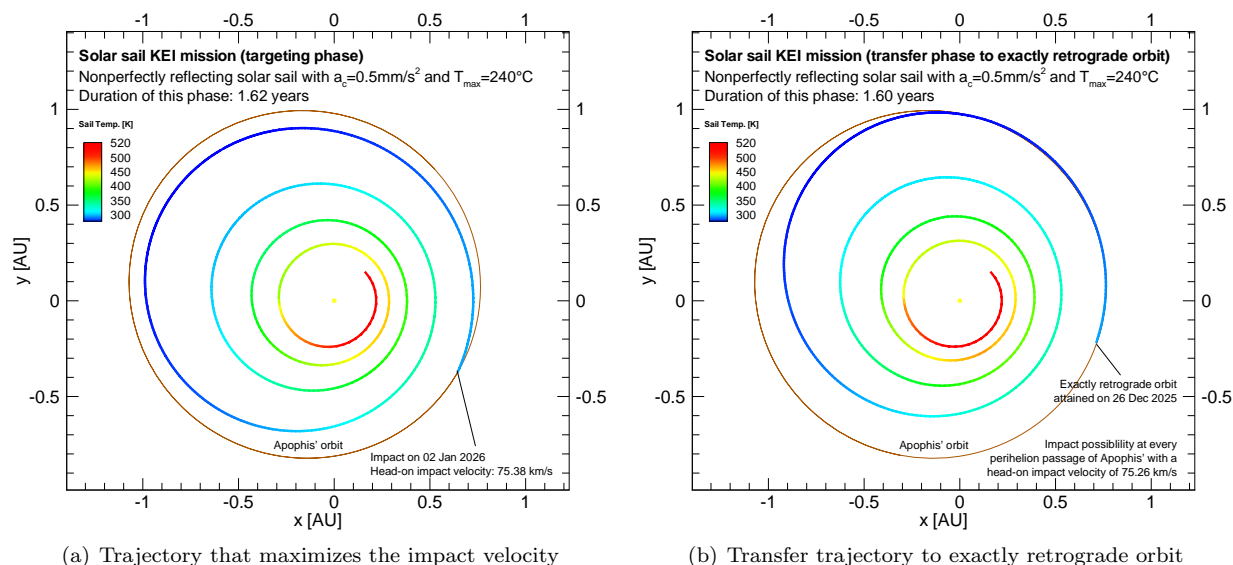 -1 -0.5 0 0.5 1
Solar sail KEI mission (targeting phase)
Nonperfectly reflecting solar sail with a_c=0.5mm/s² and T_max=240°C
Duration of this phase: 1.62 years
Sail Temp. [K]
520
500
450
400
350
300
1
0.5
0
-0.5
y [AU]
1
0.5
0
-0.5
Apophis' orbit
Impact on 02 Jan 2026
Head-on impact velocity: 75.38 km/s
-1 -0.5 0 0.5 1
x [AU]
(a) Trajectory that maximizes the impact velocity
-1 -0.5 0 0.5 1
Solar sail KEI mission (transfer phase to exactly retrograde orbit)
Nonperfectly reflecting solar sail with a_c=0.5mm/s² and T_max=240°C
Duration of this phase: 1.60 years
Sail Temp. [K]
520
500
450
400
350
300
1
0.5
0
-0.5
y [AU]
1
0.5
0
-0.5
Exactly retrograde orbit
attained on 26 Dec 2025
Apophis' orbit
Impact possiblility at every
perihelion passage of Apophis' with a
head-on impact velocity of 75.26 km/s
-1 -0.5 0 0.5 1
x [AU]
(b) Transfer trajectory to exactly retrograde orbit